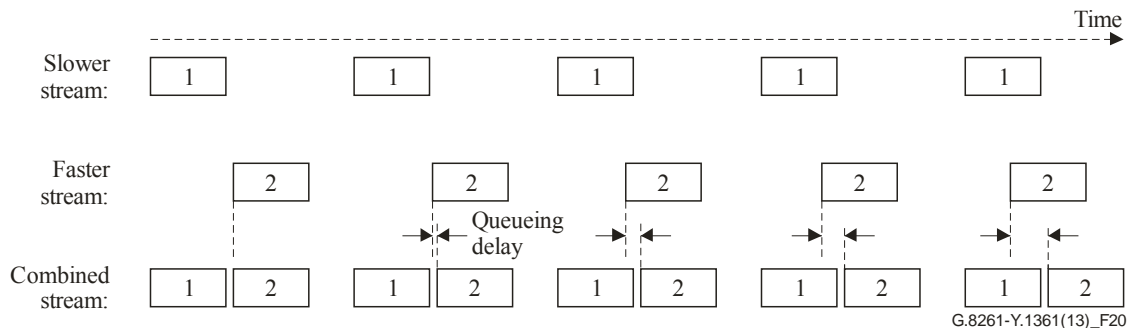 Time
Slower
stream:
1 1 1 1 1
Faster
stream:
2 2 2 2 2
Queueing
delay
Combined
stream:
1 2 1 2 1 2 1 2 1 2
G.8261-Y.1361(13)_F20